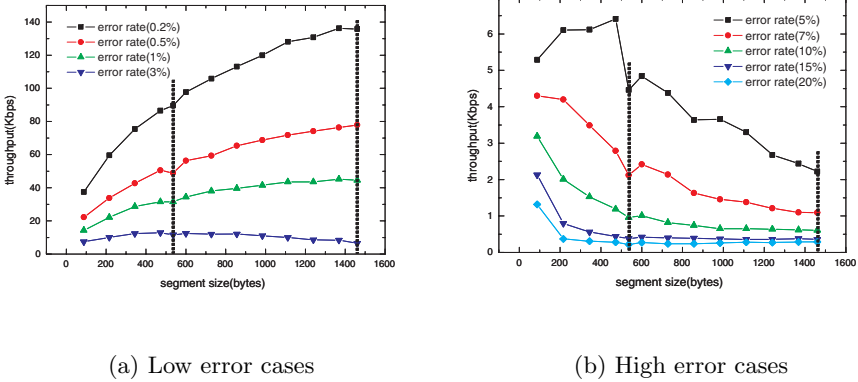 error rate(0.2%)
error rate(0.5%)
error rate(1%)
error rate(3%)
throughput(Kbps)
140
120
100
80
60
40
20
0
0 200 400 600 800 1000 1200 1400 1600
segment size(bytes)
(a) Low error cases
error rate(5%)
error rate(7%)
error rate(10%)
error rate(15%)
error rate(20%)
throughput(Kbps)
6
5
4
3
2
1
0
0 200 400 600 800 1000 1200 1400 1600
segment size(bytes)
(b) High error cases